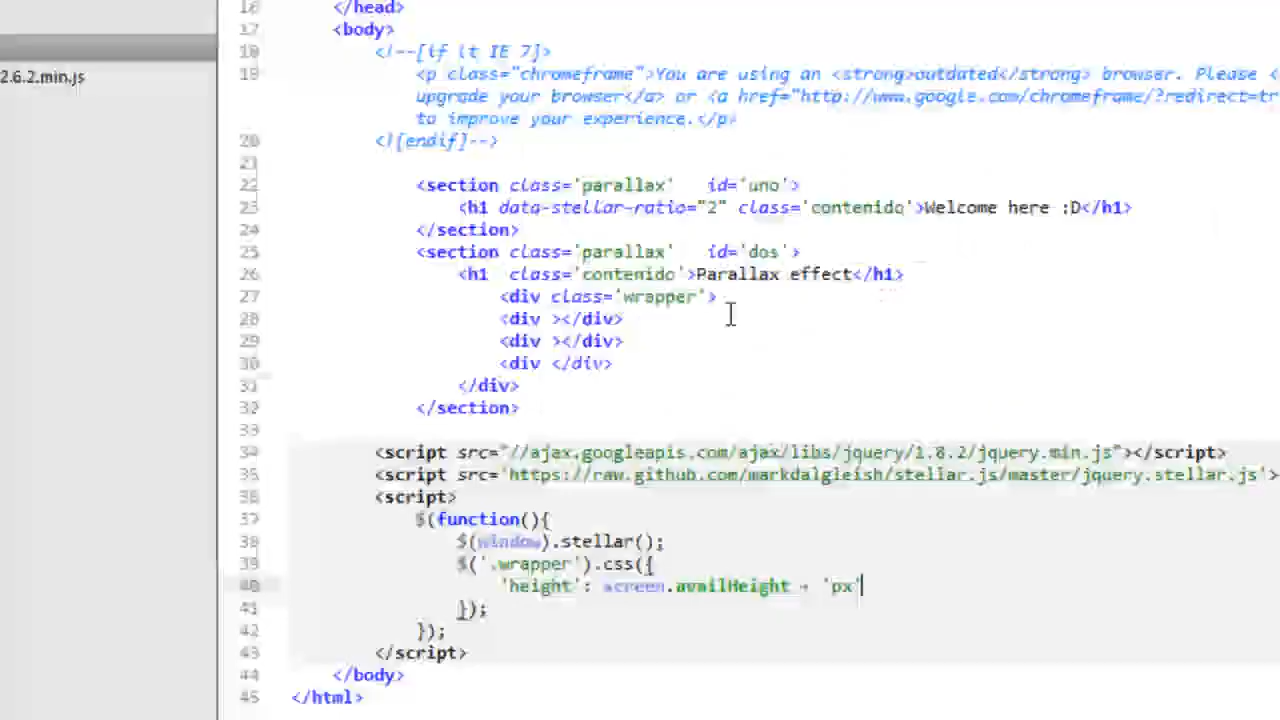 2.6.2.min.js
16 </head>
17 <body>
18 <!--[if lt IE 7]>
19 <p class="chromeframe">You are using an <strong>outdated</strong> browser. Please <
upgrade your browser</a> or <a href="http://www.google.com/chromeframe/?redirect=tr
to improve your experience.</p>
20 <![endif]-->
21
22 <section class='parallax' id='uno'>
23 <h1 data-stellar-ratio="2" class='contenido'>Welcome here :D</h1>
24 </section>
25 <section class='parallax' id='dos'>
26 <h1 class='contenido'>Parallax effect</h1>
27 <div class='wrapper'>
28 <div ></div>
29 <div ></div>
30 <div </div>
31 </div>
32 </section>
33
34 <script src="//ajax.googleapis.com/ajax/libs/jquery/1.8.2/jquery.min.js"></script>
35 <script src='https://raw.github.com/markdalgleish/stellar.js/master/jquery.stellar.js'>
36 <script>
37 $(function(){
38 $(window).stellar();
39 $('.wrapper').css({
40 'height': screen.availHeight + 'px'
41 });
42 });
43 </script>
44 </body>
45 </html>